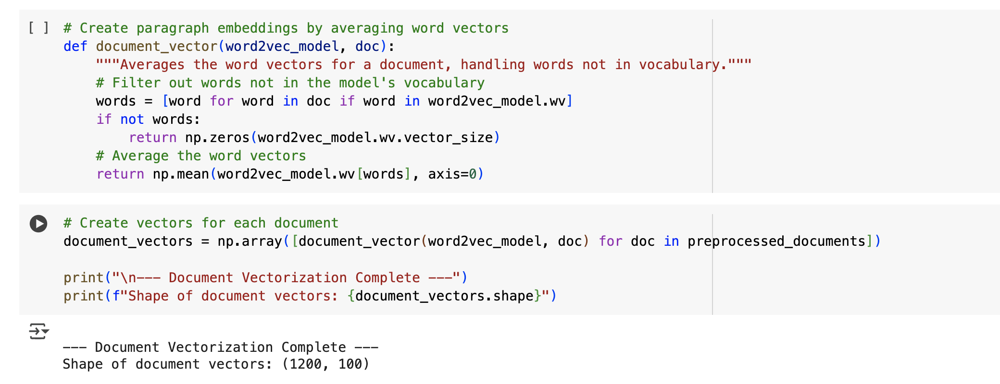 [ ] # Create paragraph embeddings by averaging word vectors
def document_vector(word2vec_model, doc):
    """Averages the word vectors for a document, handling words not in vocabulary."""
    # Filter out words not in the model's vocabulary
    words = [word for word in doc if word in word2vec_model.wv]
    if not words:
        return np.zeros(word2vec_model.wv.vector_size)
    # Average the word vectors
    return np.mean(word2vec_model.wv[words], axis=0)
# Create vectors for each document
document_vectors = np.array([document_vector(word2vec_model, doc) for doc in preprocessed_documents])
print("\n--- Document Vectorization Complete ---")
print(f"Shape of document vectors: {document_vectors.shape}")
--- Document Vectorization Complete ---
Shape of document vectors: (1200, 100)